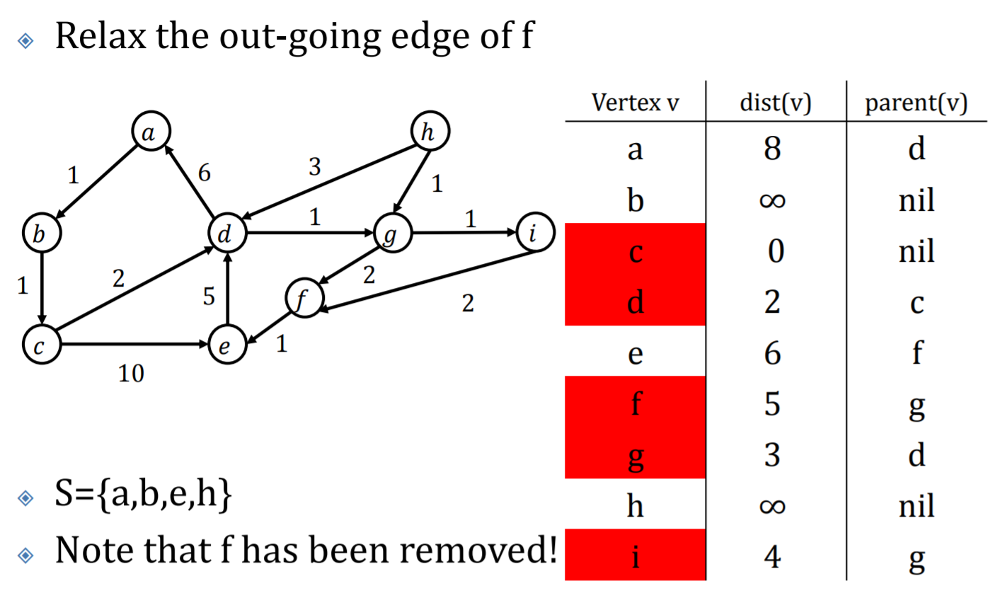 Relax the out-going edge of f
Vertex v dist(v) parent(v)
a 8 d
b ∞ nil
c 0 nil
d 2 c
e 6 f
f 5 g
g 3 d
h ∞ nil
i 4 g
a h
1 6 3 1
b d 1 g 1 i
1 2 5 f 2 2
c 10 e 1
S={a,b,e,h}
Note that f has been removed!